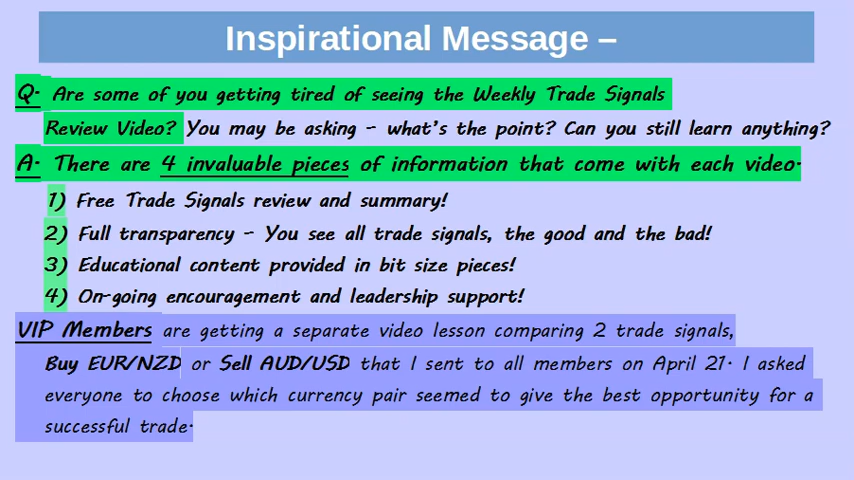 Inspirational Message –
Q. Are some of you getting tired of seeing the Weekly Trade Signals
Review Video? You may be asking – what's the point? Can you still learn anything?
A. There are 4 invaluable pieces of information that come with each video.
1) Free Trade Signals review and summary!
2) Full transparency – You see all trade signals, the good and the bad!
3) Educational content provided in bit size pieces!
4) On-going encouragement and leadership support!
VIP Members are getting a separate video lesson comparing 2 trade signals,
Buy EUR/NZD or Sell AUD/USD that I sent to all members on April 21. I asked
everyone to choose which currency pair seemed to give the best opportunity for a
successful trade.